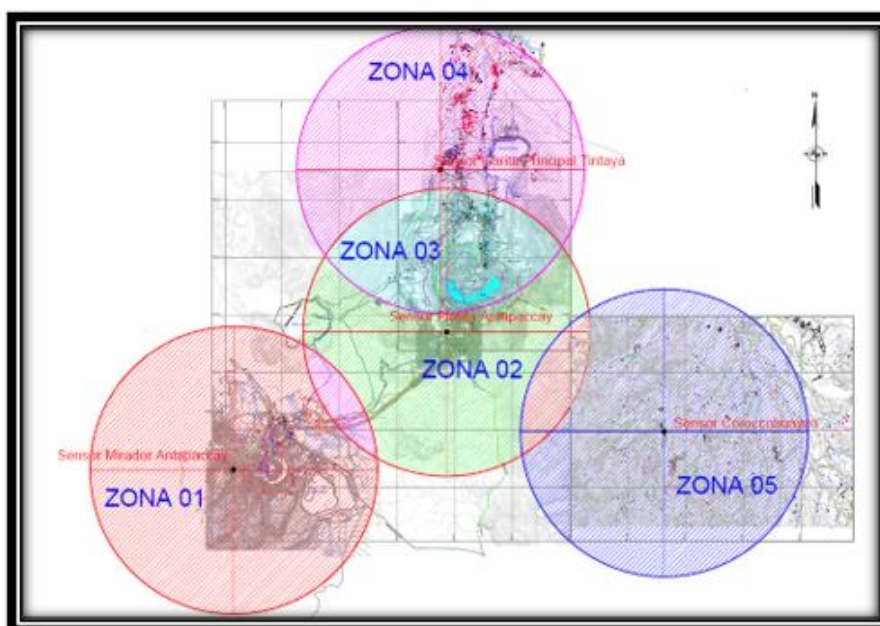 ZONA 04
N
Sensor Principal Tintaya
ZONA 03
Sensor Antapaccay
ZONA 02
Sensor
Sensor Mirador Antapaccay
ZONA 01
ZONA 05